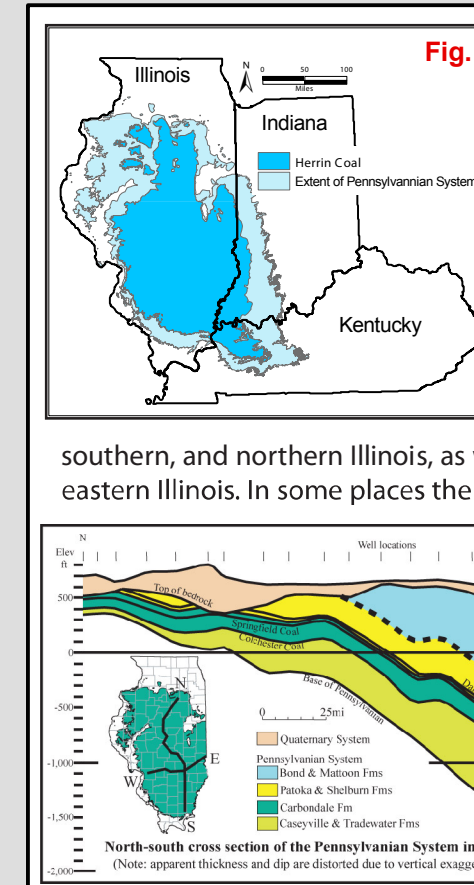 Fig.
Illinois
N
0 50 100
Miles
Indiana
Herrin Coal
Extent of Pennsylvannian System
Kentucky
southern, and northern Illinois, as
eastern Illinois. In some places the
N
Elev
ft
Well locations
Top of bedrock
500
Springfield Coal
Colchester Coal
0
Base of Pennsylvanian
N
-500
0 25mi
Quaternary System
E
Pennsylvanian System
-1,000
Bond & Mattoon Fms
W
Patoka & Shelburn Fms
Carbondale Fm
-1,500
S
Caseyville & Tradewater Fms
North-south cross section of the Pennsylvanian System in
(Note: apparent thickness and dip are distorted due to vertical
-2,000